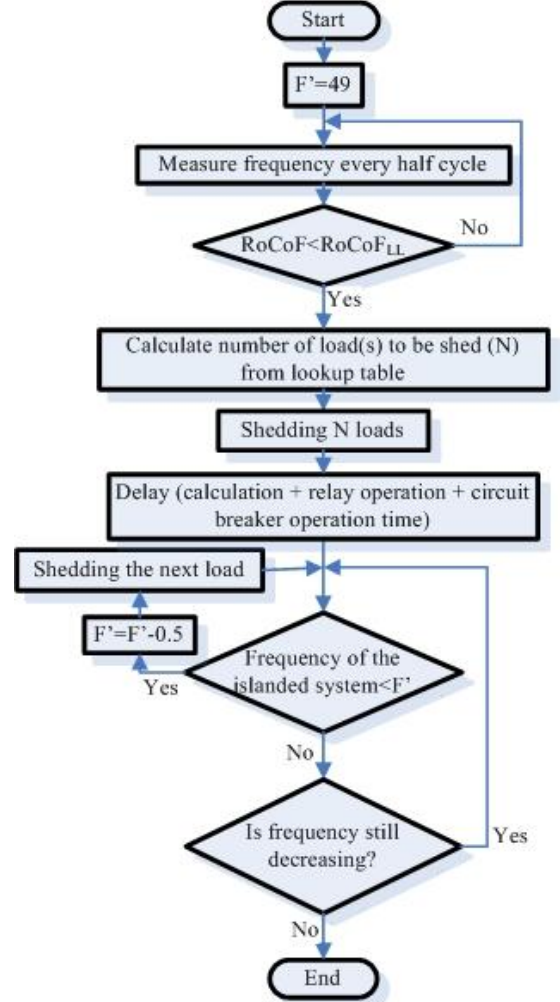 Start
F’=49
Measure frequency every half cycle
RoCoF<RoCoF_LL
No
Yes
Calculate number of load(s) to be shed (N)
from lookup table
Shedding N loads
Delay (calculation + relay operation + circuit
breaker operation time)
Shedding the next load
F’=F’-0.5
Yes
Frequency of the
islanded system<F’
No
Is frequency still
decreasing?
Yes
No
End